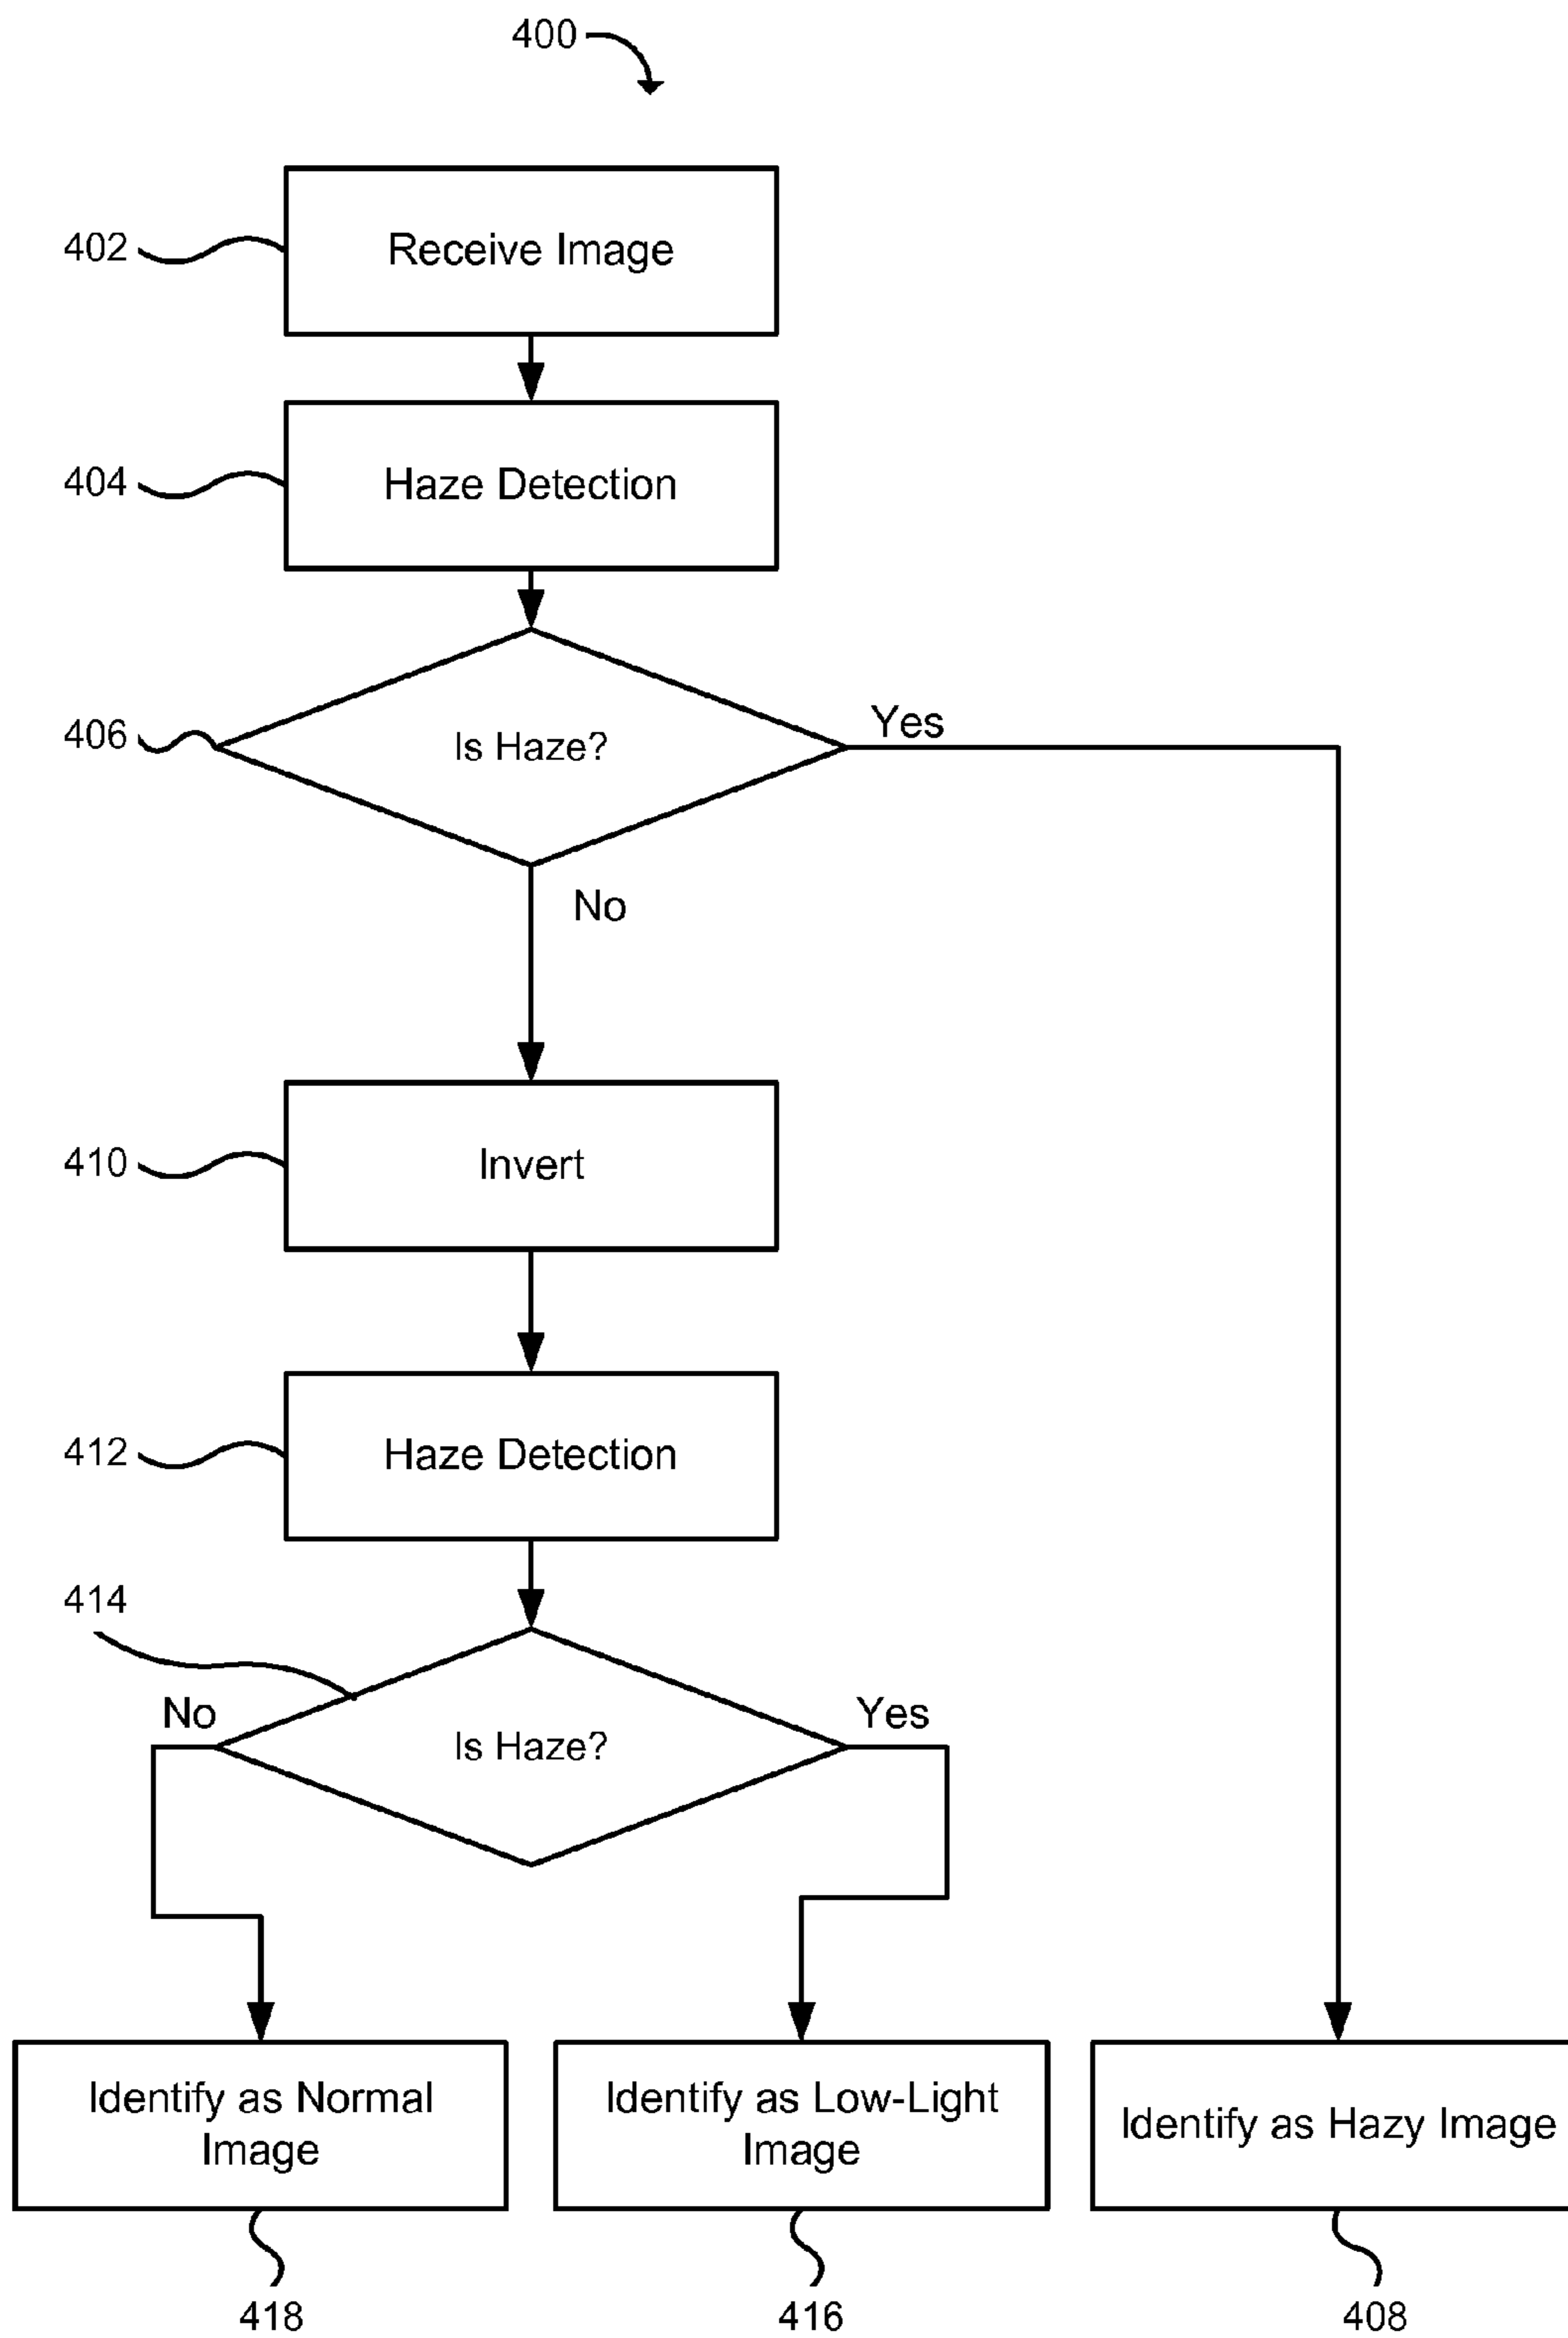 400
402
Receive Image
404
Haze Detection
406
Is Haze?
Yes
No
410
Invert
412
Haze Detection
414
No
Is Haze?
Yes
Identify as Normal
Image
Identify as Low-Light
Image
Identify as Hazy Image
418
416
408